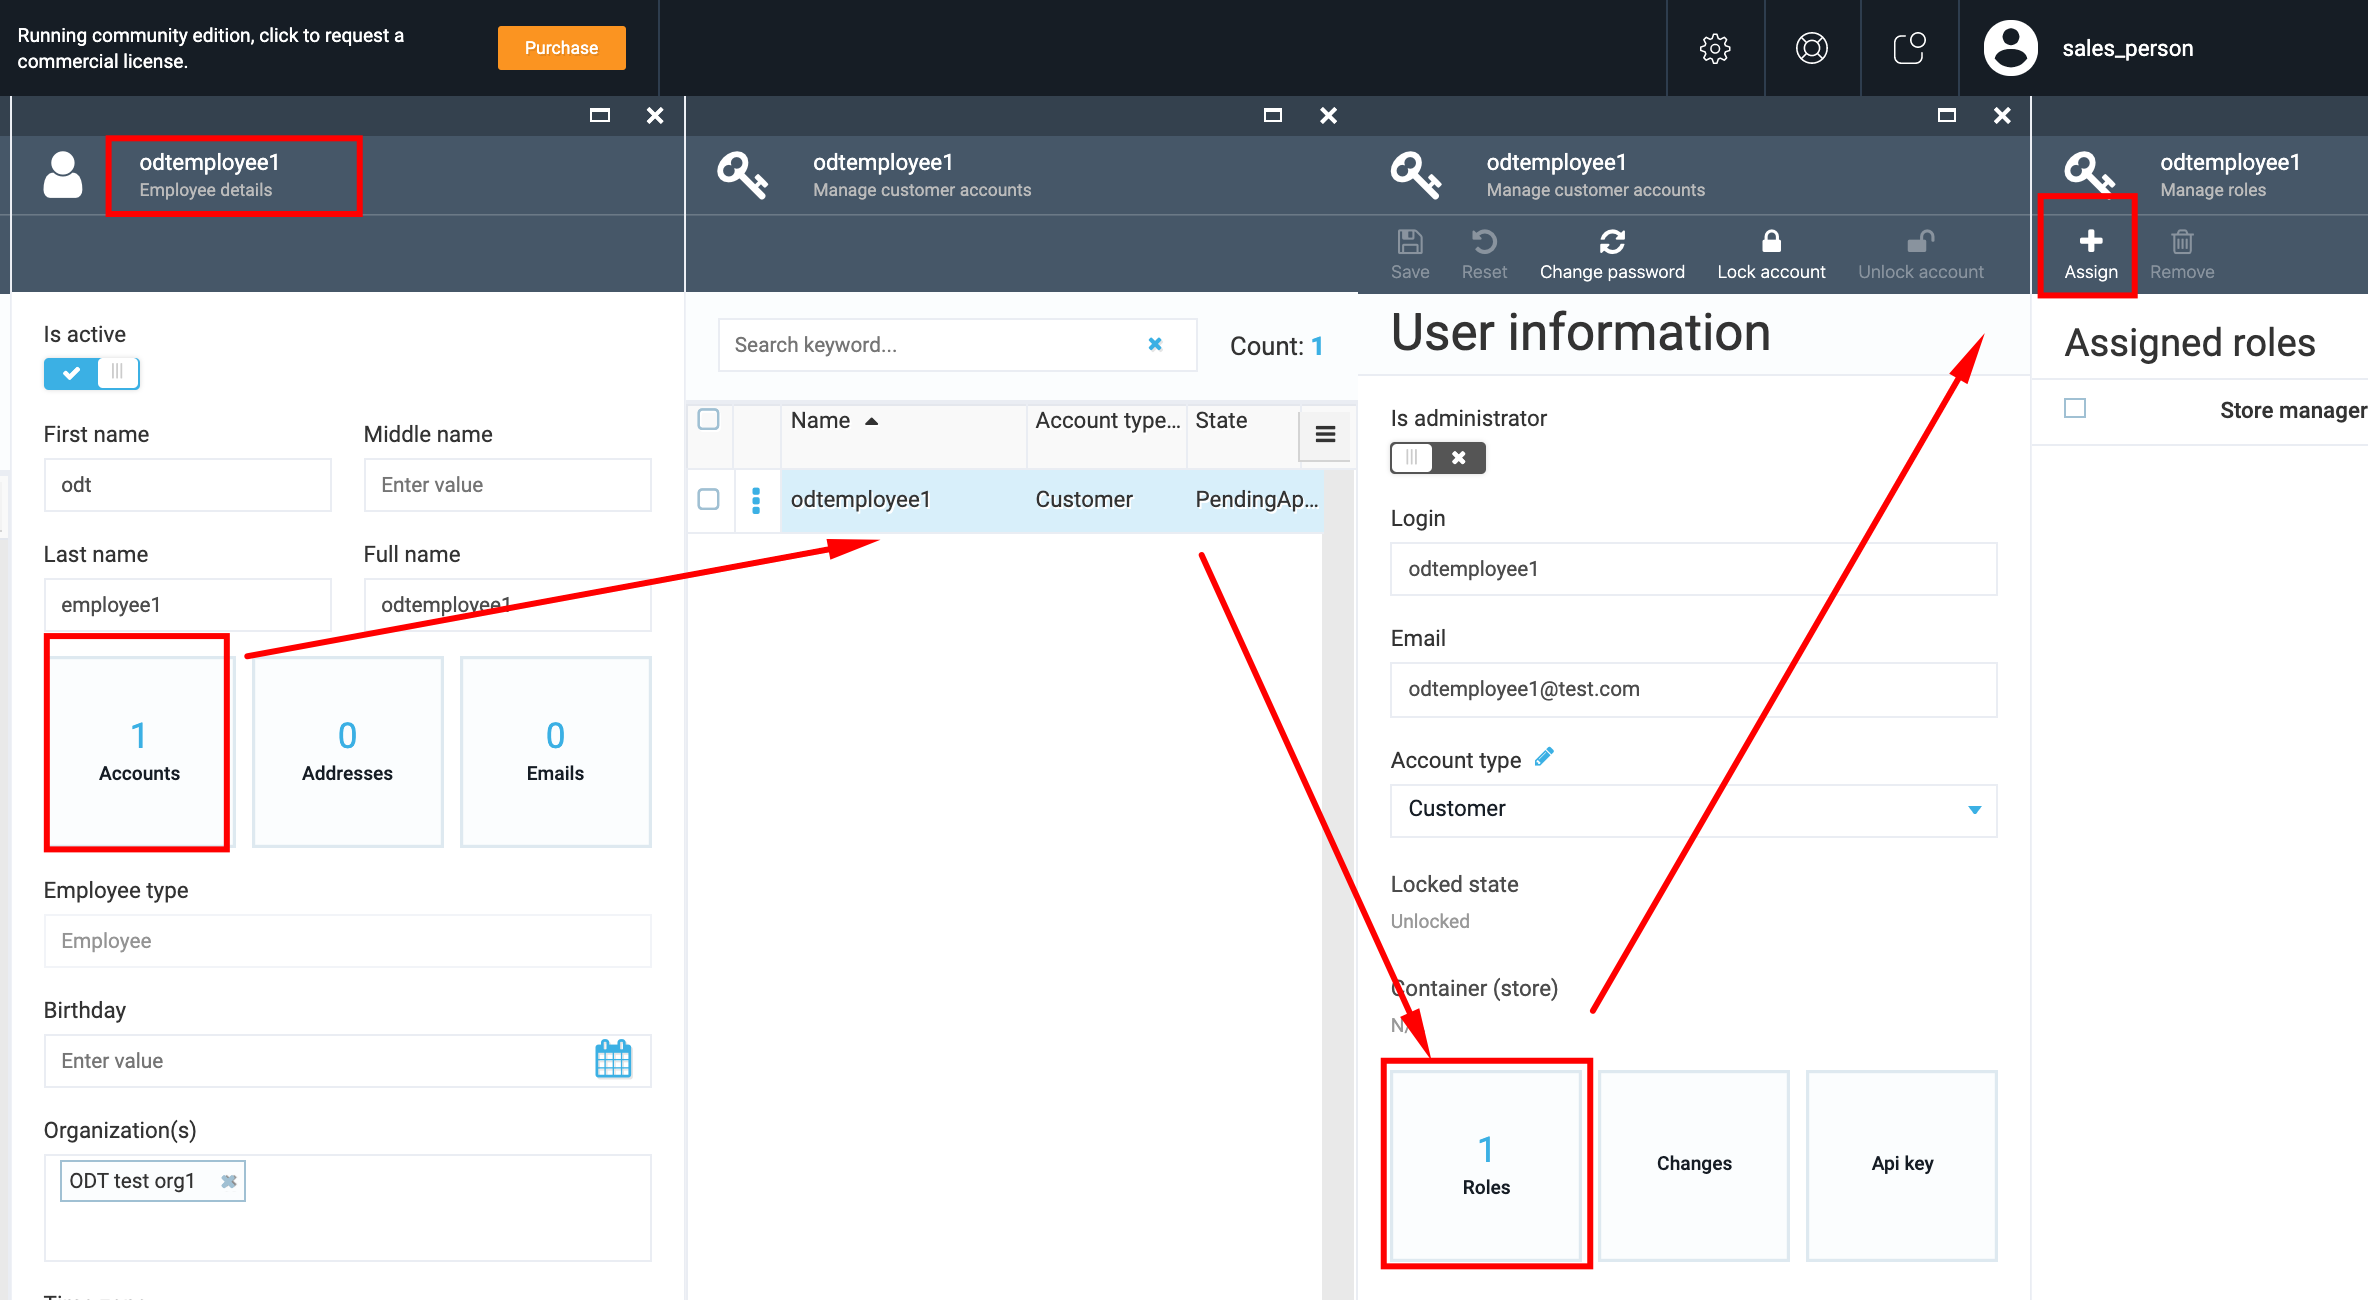 Running community edition, click to request a
commercial license.
Purchase
sales_person
odtemployee1
Employee details
Is active
First name
Middle name
odt
Enter value
Last name
Full name
employee1
odtemployee1
1
Accounts
0
Addresses
0
Emails
Employee type
Employee
Birthday
Enter value
Organization(s)
ODT test org1
odtemployee1
Manage customer accounts
Search keyword...
Count: 1
Name
Account type...
State
odtemployee1
Customer
PendingAp...
odtemployee1
Manage customer accounts
Save
Reset
Change password
Lock account
Unlock account
User information
Is administrator
Login
odtemployee1
Email
odtemployee1@test.com
Account type
Customer
Locked state
Unlocked
Container (store)
1
Roles
Changes
Api key
odtemployee1
Manage roles
Assign
Remove
Assigned roles
Store manager